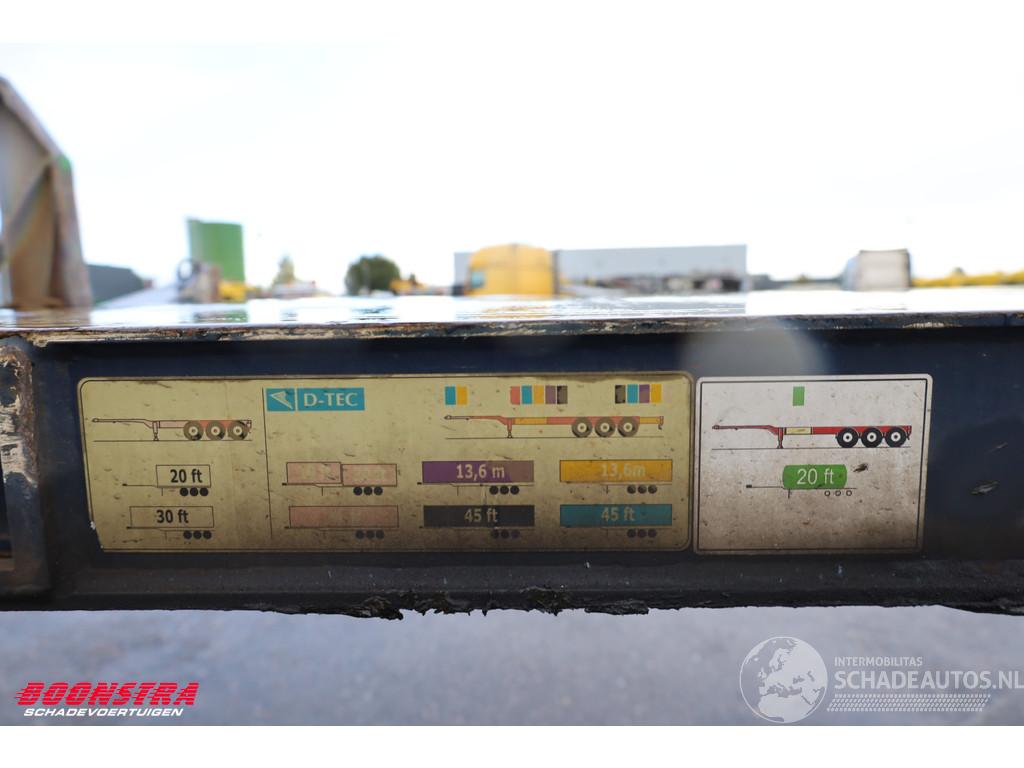 D-TEC
20 ft
13,6 m
13,6m
20 ft
30 ft
45 ft
45 ft
BOONSTRA
SCHADEVOERTUIGEN
INTERMOBILITAS
SCHADEAUTOS.NL